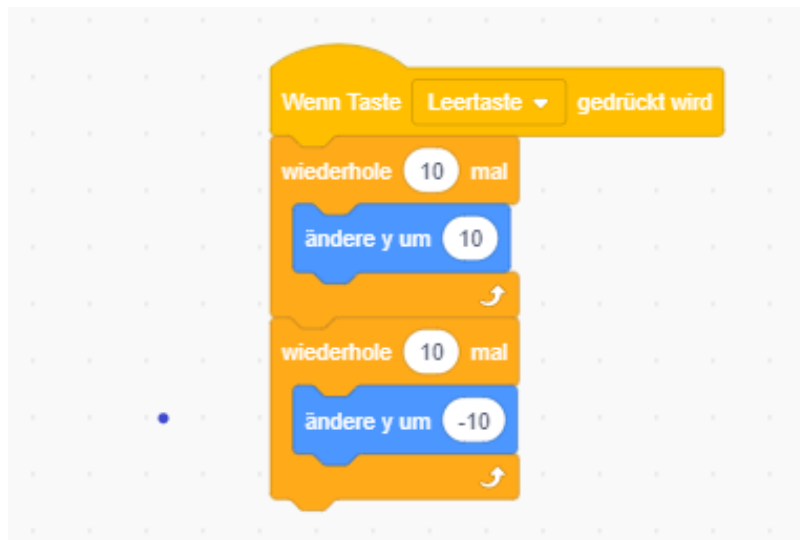 Wenn Taste Leertaste gedrückt wird
wiederhole 10 mal
ändere y um 10
wiederhole 10 mal
ändere y um -10